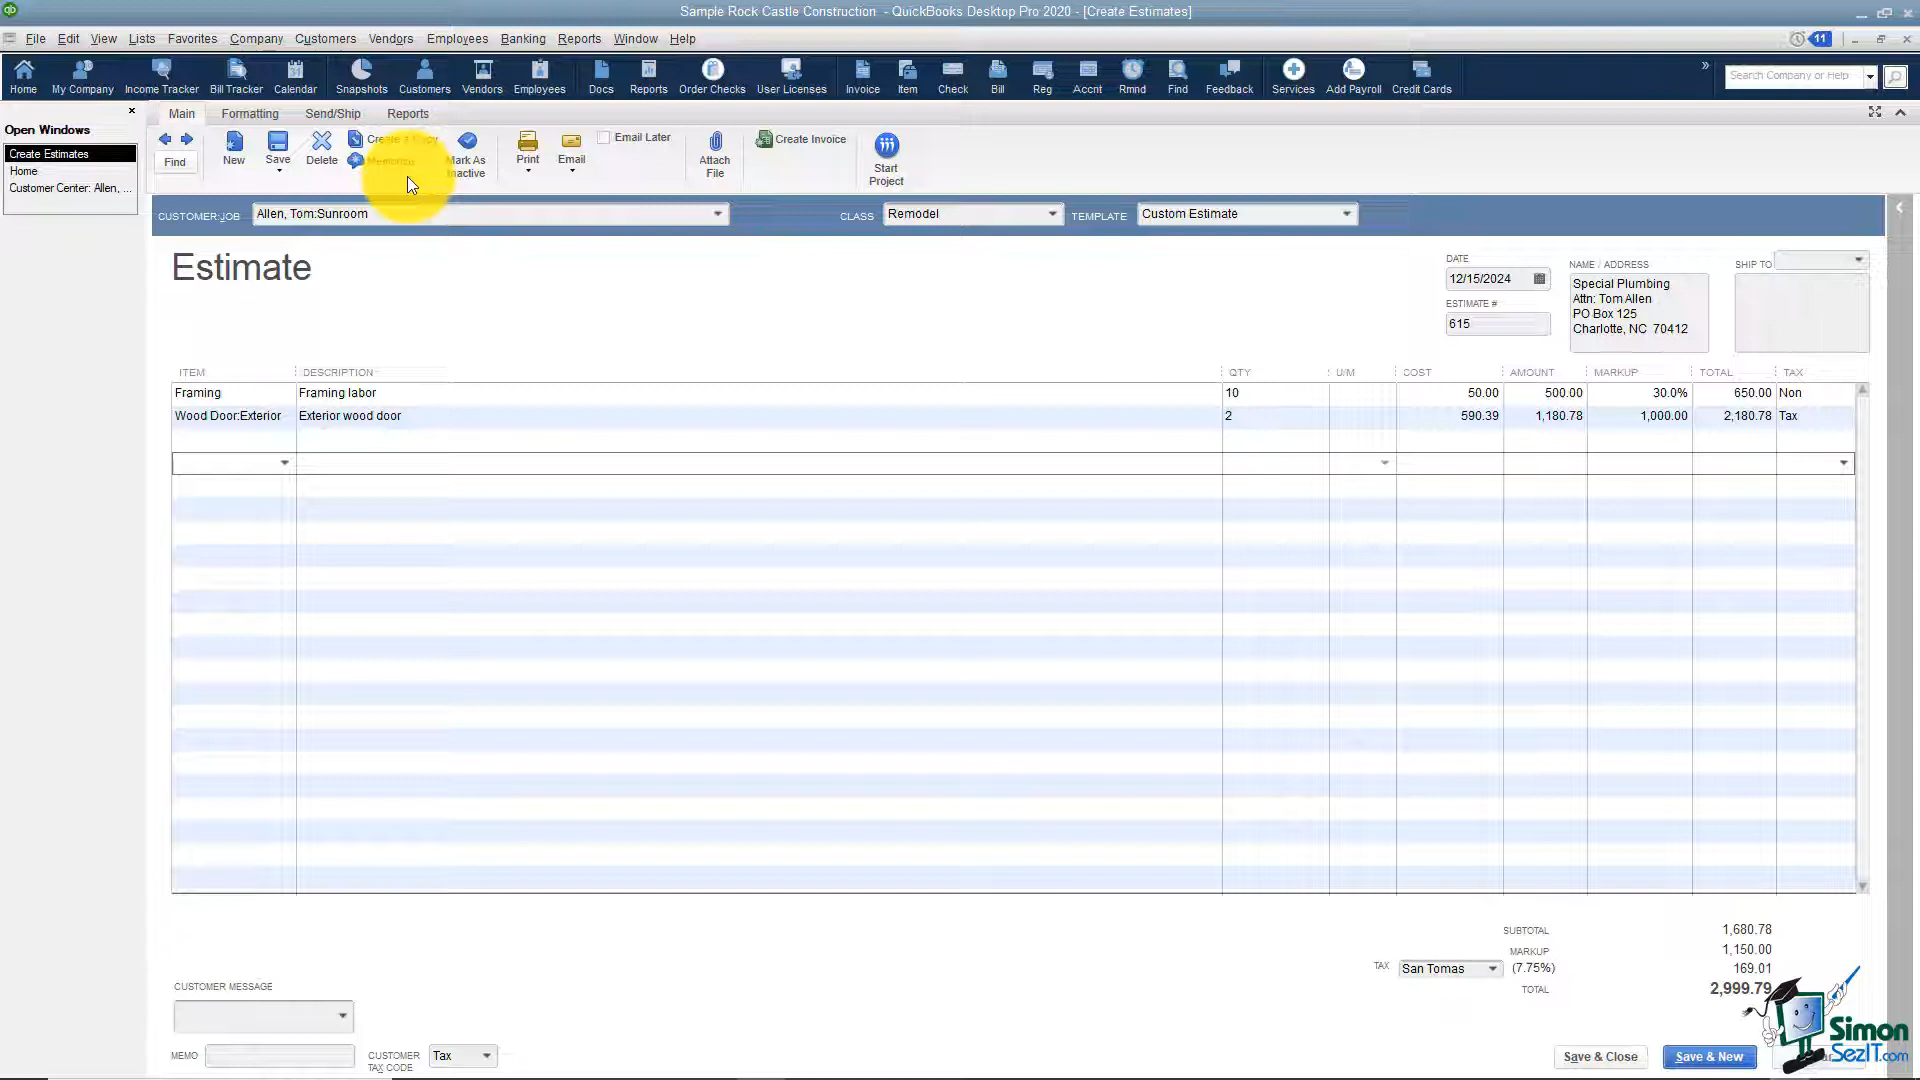 Sample Rock Castle Construction - QuickBooks Desktop Pro 2020 - [Create Estimates]
File Edit View Lists Favorites Company Customers Vendors Employees Banking Reports Window Help
11
Home My Company Income Tracker Bill Tracker Calendar Snapshots Customers Vendors Employees Docs Reports Order Checks User Licenses Invoice Item Check Bill Reg Accnt Rmnd Find Feedback » Services Add Payroll Credit Cards
Search Company or Help
Main Formatting Send/Ship Reports
Open Windows
Create Estimates
Home
Customer Center: Allen, ...
Find
New
Save
Delete
Create a Copy
Memorize
Mark As
Inactive
Print
Email
Email Later
Attach
File
Create Invoice
Start
Project
CUSTOMER:JOB Allen, Tom:Sunroom CLASS Remodel TEMPLATE Custom Estimate
Estimate
DATE
12/15/2024
ESTIMATE #
615
NAME / ADDRESS
Special Plumbing
Attn: Tom Allen
PO Box 125
Charlotte, NC 70412
SHIP TO
ITEM DESCRIPTION QTY U/M COST AMOUNT MARKUP TOTAL TAX
Framing Framing labor 10 50.00 500.00 30.0% 650.00 Non
Wood Door:Exterior Exterior wood door 2 590.39 1,180.78 1,000.00 2,180.78 Tax
SUBTOTAL 1,680.78
MARKUP 1,150.00
TAX San Tomas (7.75%) 169.01
TOTAL 2,999.79
CUSTOMER MESSAGE
MEMO
CUSTOMER
TAX CODE
Tax
Save & Close Save & New
Simon
SezIT.com